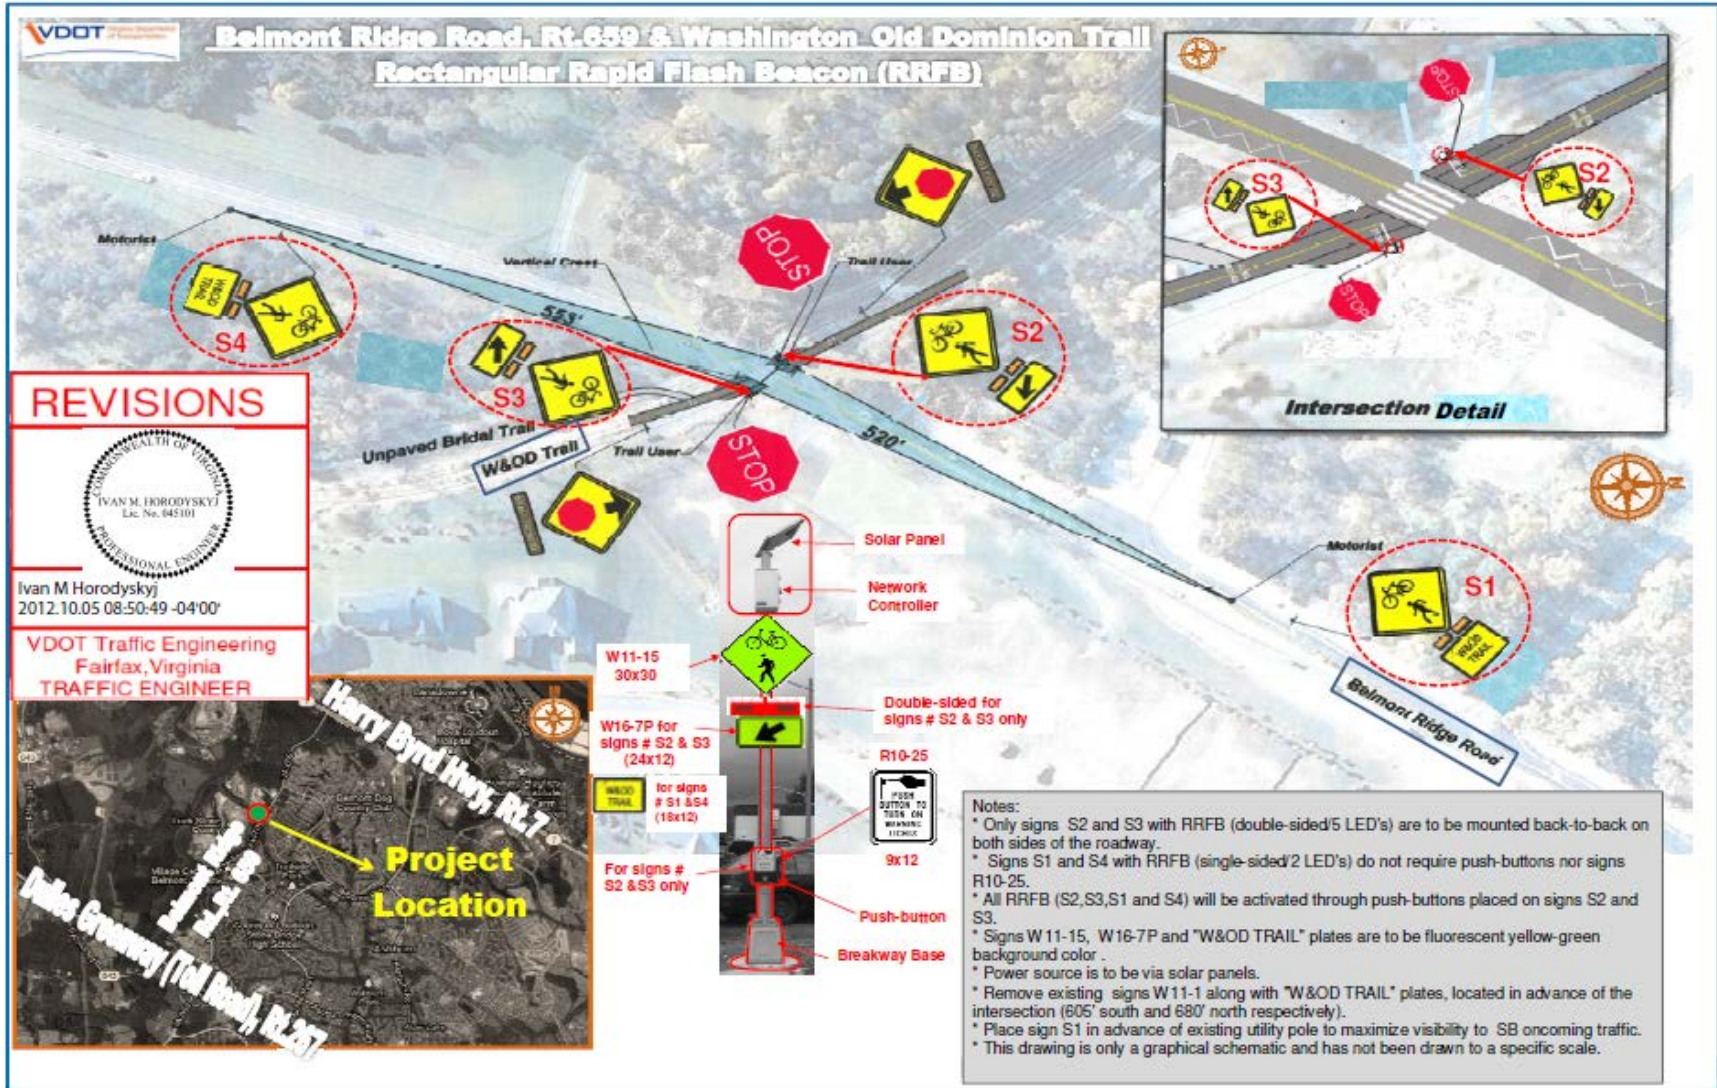 VDOT Virginia Department
of Transportation
Belmont Ridge Road, Rt.659 & Washington Old Dominion Trail
Rectangular Rapid Flash Beacon (RRFB)
STOP
S3
S2
STOP
Intersection Detail
Motorist
W&OD
TRAIL
S4
Vertical Crest
553'
STOP
Trail User
S2
S3
Unpaved Bridal Trail
W&OD Trail
Trail User
STOP
520'
N
Motorist
S1
W&OD
TRAIL
Belmont Ridge Road
REVISIONS
COMMONWEALTH OF VIRGINIA
IVAN M. HORODYSKYJ
Lic. No. 045101
PROFESSIONAL ENGINEER
Ivan M Horodyskyj
2012.10.05 08:50:49 -04'00'
VDOT Traffic Engineering
Fairfax,Virginia
TRAFFIC ENGINEER
Harry Byrd Hwy, Rt.7
Project
Location
Dulles Greenway (Toll Road), Rt.267
Solar Panel
Network
Controller
W11-15
30x30
Double-sided for
signs # S2 & S3 only
W16-7P for
signs # S2 & S3
(24x12)
W&OD
TRAIL
for signs
# S1 &S4
(18x12)
R10-25
PUSH
BUTTON TO
TURN ON
WARNING
LIGHTS
9x12
For signs #
S2 &S3 only
Push-button
Breakway Base
Notes:
* Only signs S2 and S3 with RRFB (double-sided/5 LED's) are to be mounted back-to-back on
both sides of the roadway.
* Signs S1 and S4 with RRFB (single-sided/2 LED's) do not require push-buttons nor signs
R10-25.
* All RRFB (S2,S3,S1 and S4) will be activated through push-buttons placed on signs S2 and
S3.
* Signs W11-15, W16-7P and "W&OD TRAIL" plates are to be fluorescent yellow-green
background color .
* Power source is to be via solar panels.
* Remove existing signs W11-1 along with "W&OD TRAIL" plates, located in advance of the
intersection (605' south and 680' north respectively).
* Place sign S1 in advance of existing utility pole to maximize visibility to SB oncoming traffic.
* This drawing is only a graphical schematic and has not been drawn to a specific scale.